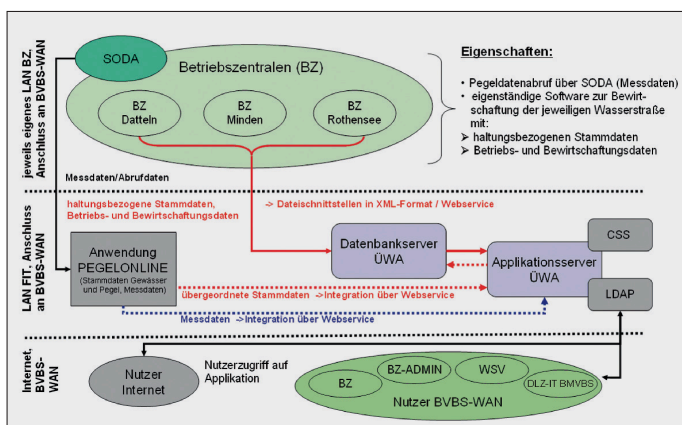 jeweils eigenes LAN BZ,
Anschluss an BVBS-WAN
SODA
Betriebszentralen (BZ)
BZ
Datteln
BZ
Minden
BZ
Rothensee
Eigenschaften:
• Pegeldatenabruf über SODA (Messdaten)
• eigenständige Software zur Bewirt-
schaftung der jeweiligen Wasserstraße
mit:
➢ haltungsbezogenen Stammdaten
➢ Betriebs- und Bewirtschaftungsdaten
Messdaten/Abrufdaten
LAN FIT, Anschluss
an BVBS-WAN
haltungsbezogene Stammdaten,
Betriebs- und Bewirtschaftungsdaten
-> Dateischnittstellen in XML-Format / Webservice
Anwendung
PEGELONLINE
(Stammdaten Gewässer
und Pegel, Messdaten)
Datenbankserver
ÜWA
Applikationsserver
ÜWA
CSS
LDAP
übergeordnete Stammdaten ->Integration über Webservice
Messdaten ->Integration über Webservice
Internet,
BVBS-
WAN
Nutzer
Internet
Nutzerzugriff auf
Applikation
BZ
BZ-ADMIN
WSV
DLZ-IT BMVBS
Nutzer BVBS-WAN